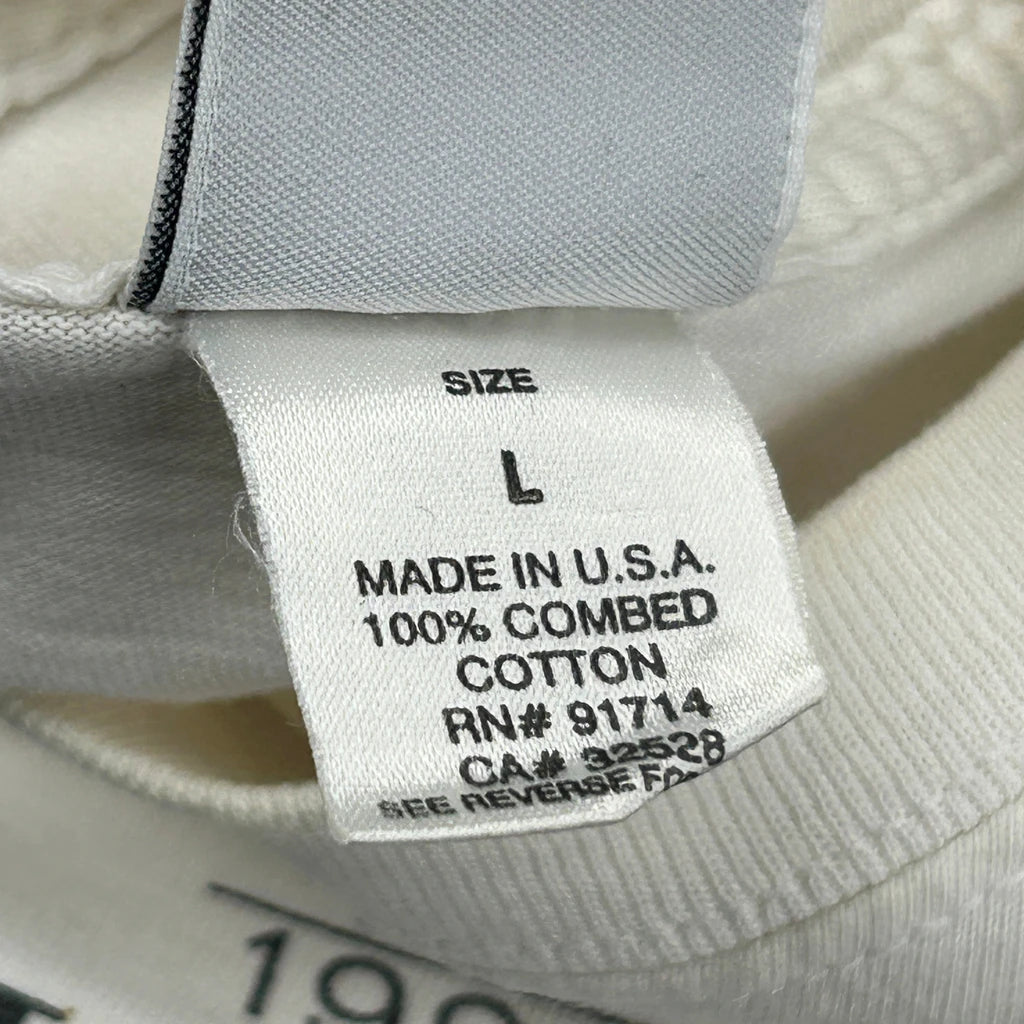 SIZE
L
MADE IN U.S.A.
100% COMBED
COTTON
RN# 91714
CA# 32528
SEE REVERSE